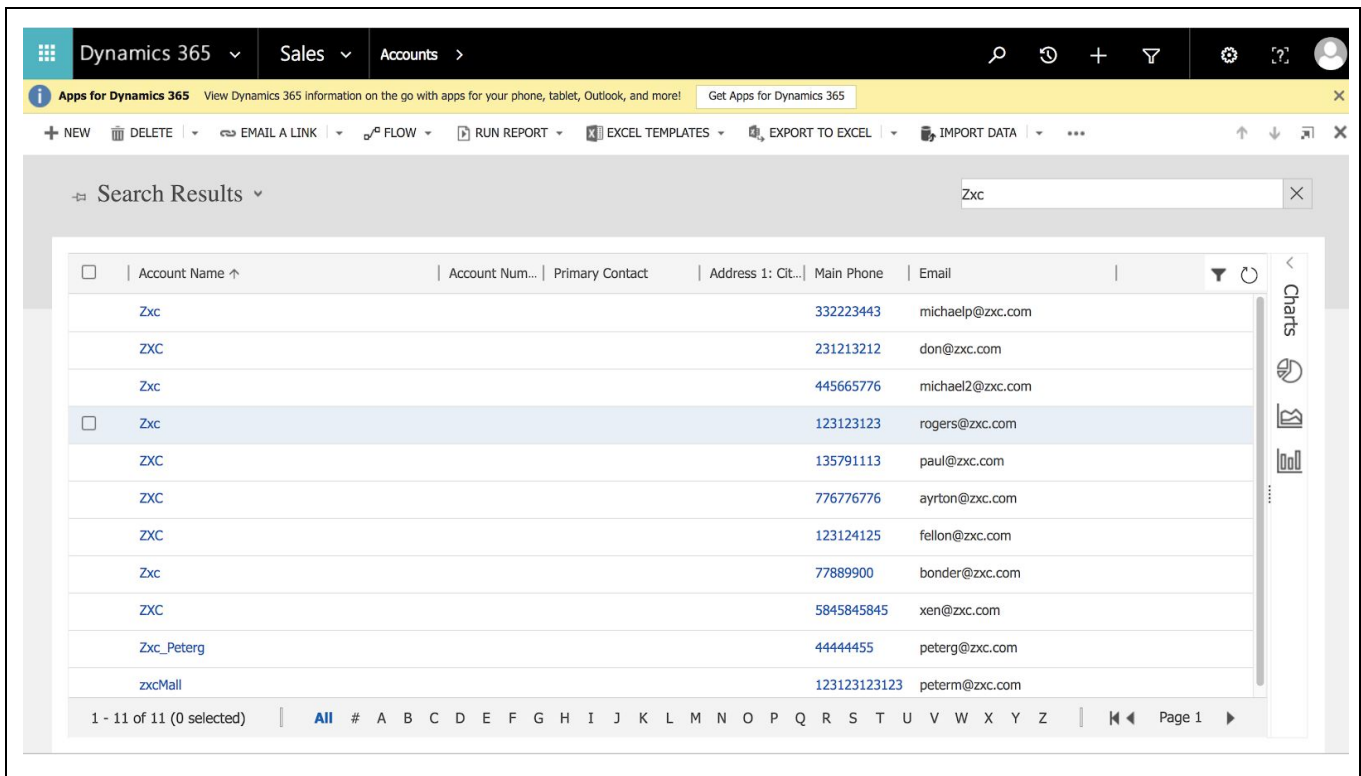 Dynamics 365 Sales Accounts >
Apps for Dynamics 365 View Dynamics 365 information on the go with apps for your phone, tablet, Outlook, and more! Get Apps for Dynamics 365
NEW DELETE EMAIL A LINK FLOW RUN REPORT EXCEL TEMPLATES EXPORT TO EXCEL IMPORT DATA
Search Results Zxc
Account Name Account Num... Primary Contact Address 1: Cit... Main Phone Email
Zxc 332223443 michaelp@zxc.com
ZXC 231213212 don@zxc.com
Zxc 445665776 michael2@zxc.com
Zxc 123123123 rogers@zxc.com
ZXC 135791113 paul@zxc.com
ZXC 776776776 ayrton@zxc.com
ZXC 123124125 fellon@zxc.com
Zxc 77889900 bonder@zxc.com
ZXC 5845845845 xen@zxc.com
Zxc_Peterg 44444455 peterg@zxc.com
zxcMall 123123123123 peterm@zxc.com
1 - 11 of 11 (0 selected) All # A B C D E F G H I J K L M N O P Q R S T U V W X Y Z Page 1
Charts